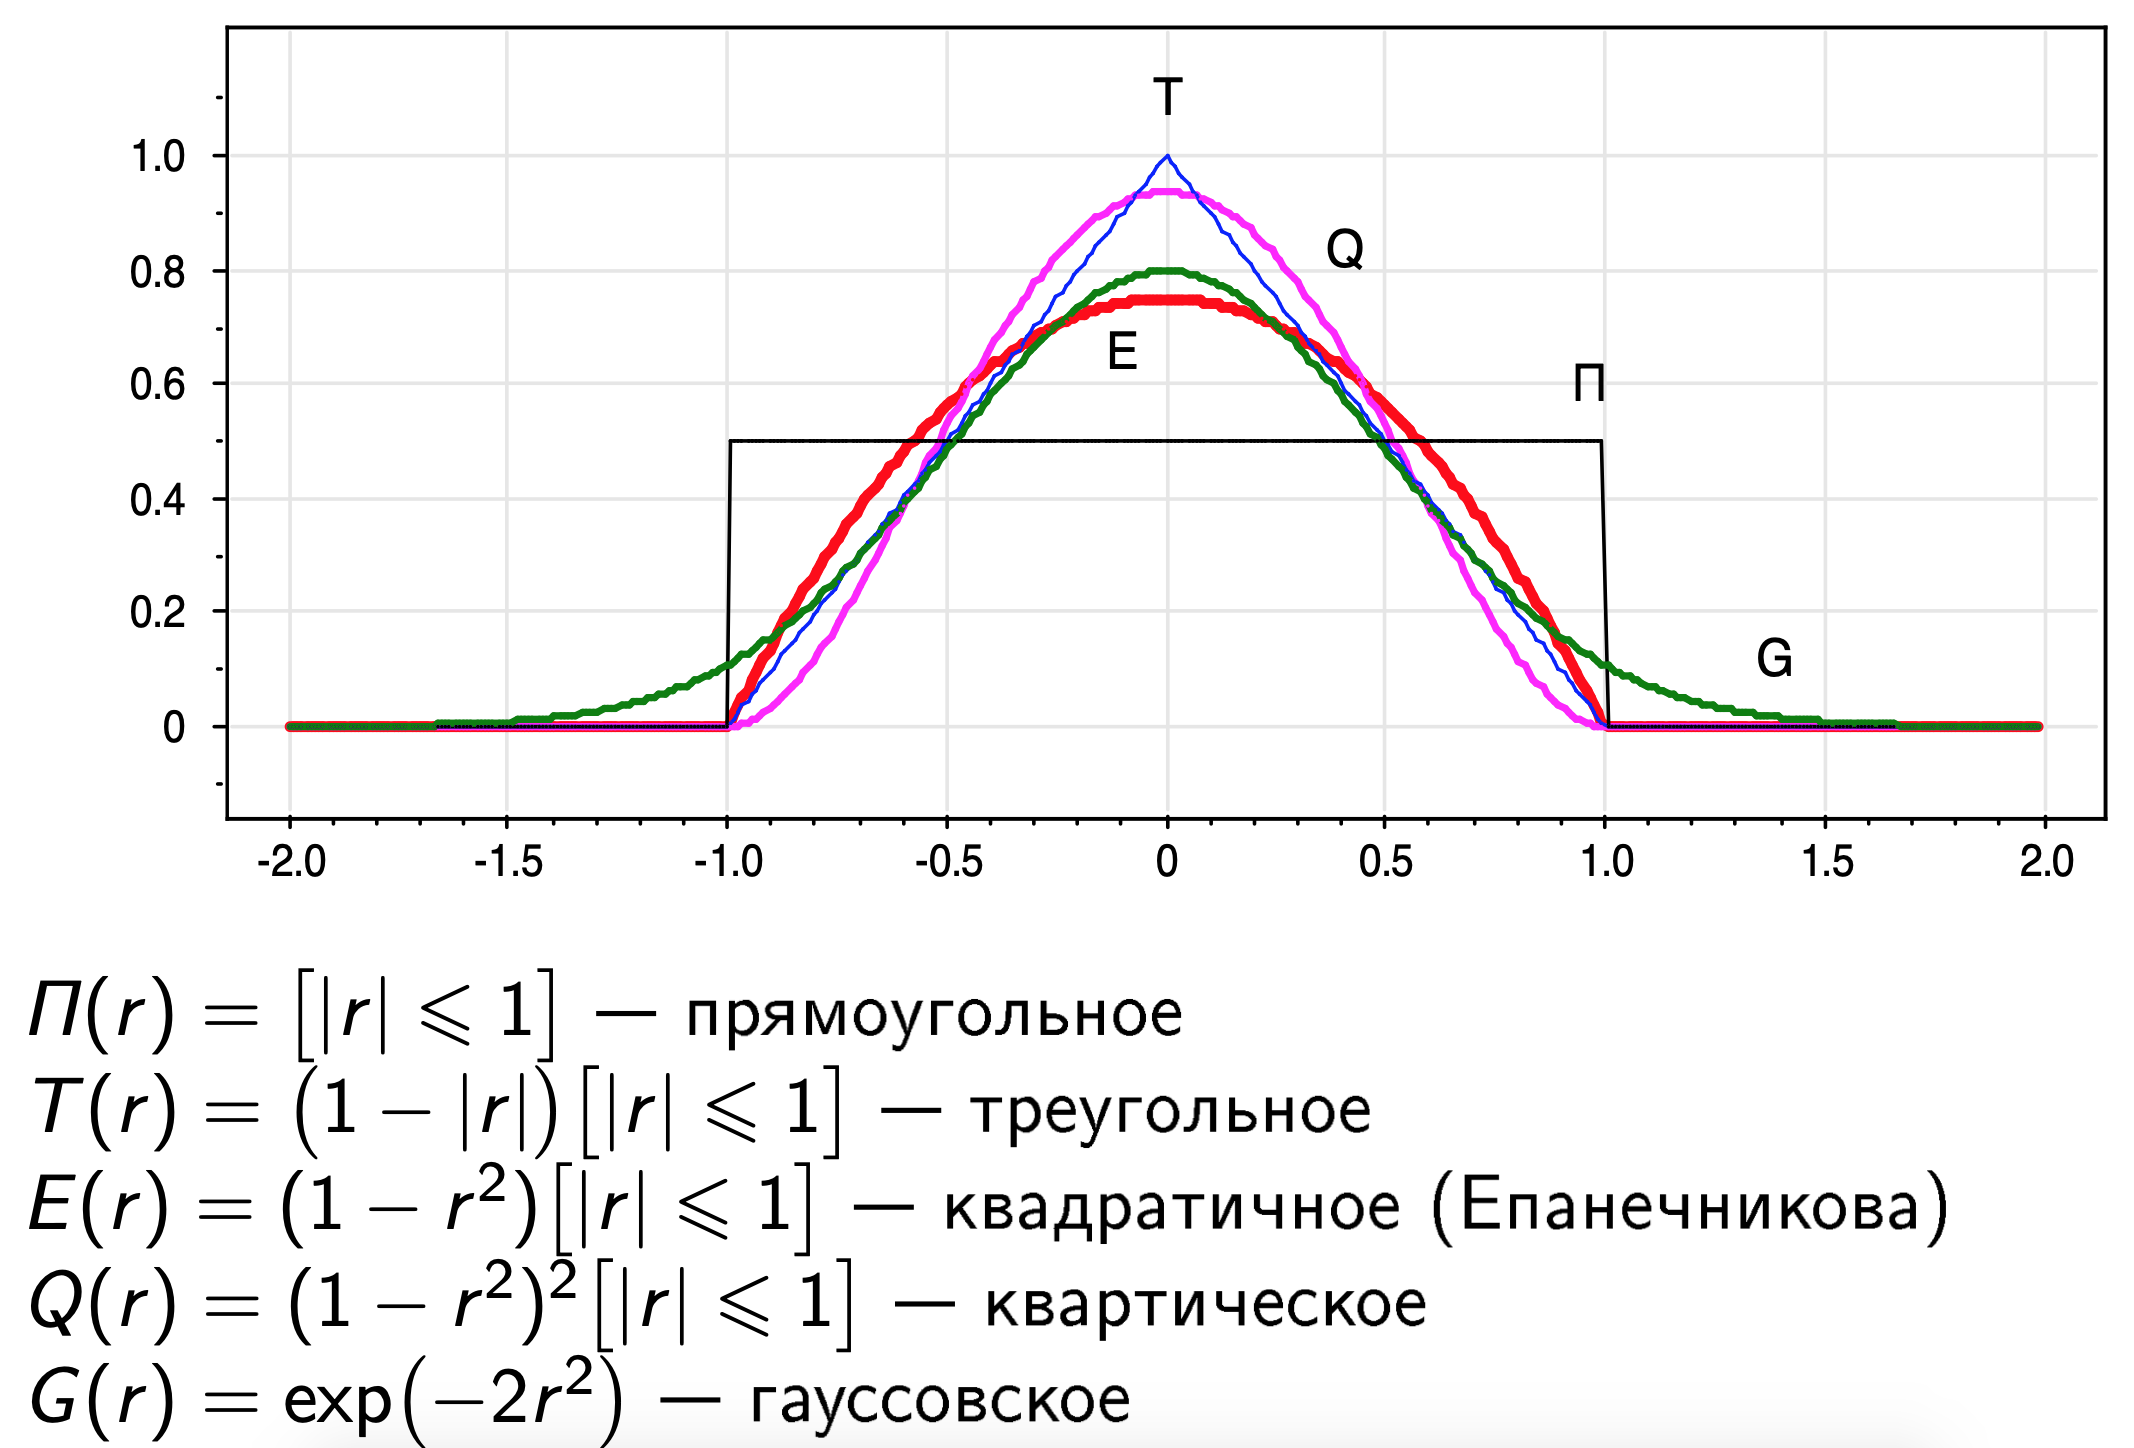 T
1.0
Q
0.8
E
П
0.6
0.4
0.2
G
0
-2.0 -1.5 -1.0 -0.5 0 0.5 1.0 1.5 2.0
П(r) = [|r| ⩽ 1] — прямоугольное
T(r) = (1 − |r|)[|r| ⩽ 1] — треугольное
E(r) = (1 − r²)[|r| ⩽ 1] — квадратичное (Епанечникова)
Q(r) = (1 − r²)²[|r| ⩽ 1] — квартическое
G(r) = exp(−2r²) — гауссовское